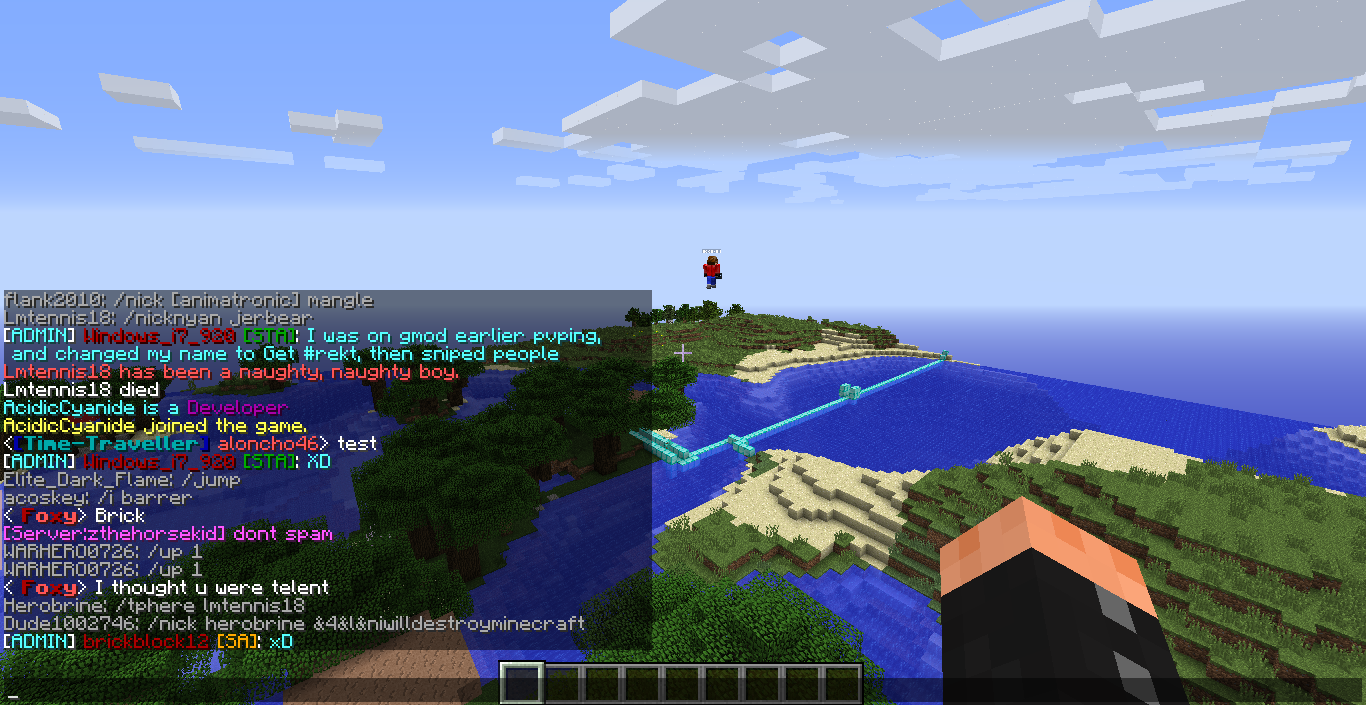 flank2010: /nick [animatronic] mangle
Lmtennis18: /nicknyan jerbear
[ADMIN] Windows_i7_920 [STA]: I was on gmod earlier pvping,
and changed my name to Get #rekt, then sniped people
Lmtennis18 has been a naughty, naughty boy.
Lmtennis18 died
AcidicCyanide is a Developer
AcidicCyanide joined the game.
<[Time-Traveller] aloncho46> test
[ADMIN] Windows_i7_920 [STA]: XD
Elite_Dark_Flame: /jump
acoskey: /i barrer
< Foxy> Brick
[Server:zthehorsekid] dont spam
WARHERO0726: /up 1
WARHERO0726: /up 1
< Foxy> I thought u were telent
Herobrine: /tphere lmtennis18
Dude1002746: /nick herobrine &4&l&niwilldestroyminecraft
[ADMIN] brickblock12 [SA]: xD
_